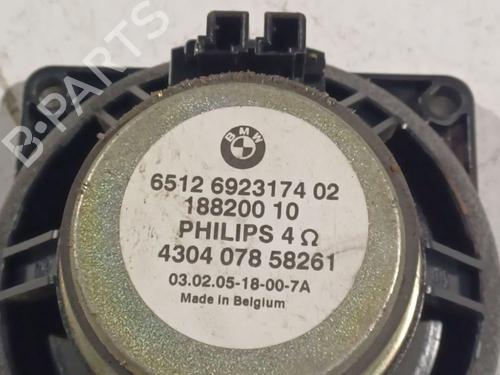 B-PARTS
BMW
6512 6923174 02
188200 10
PHILIPS 4 Ω
4304 078 58261
03.02.05-18-00-7A
Made in Belgium